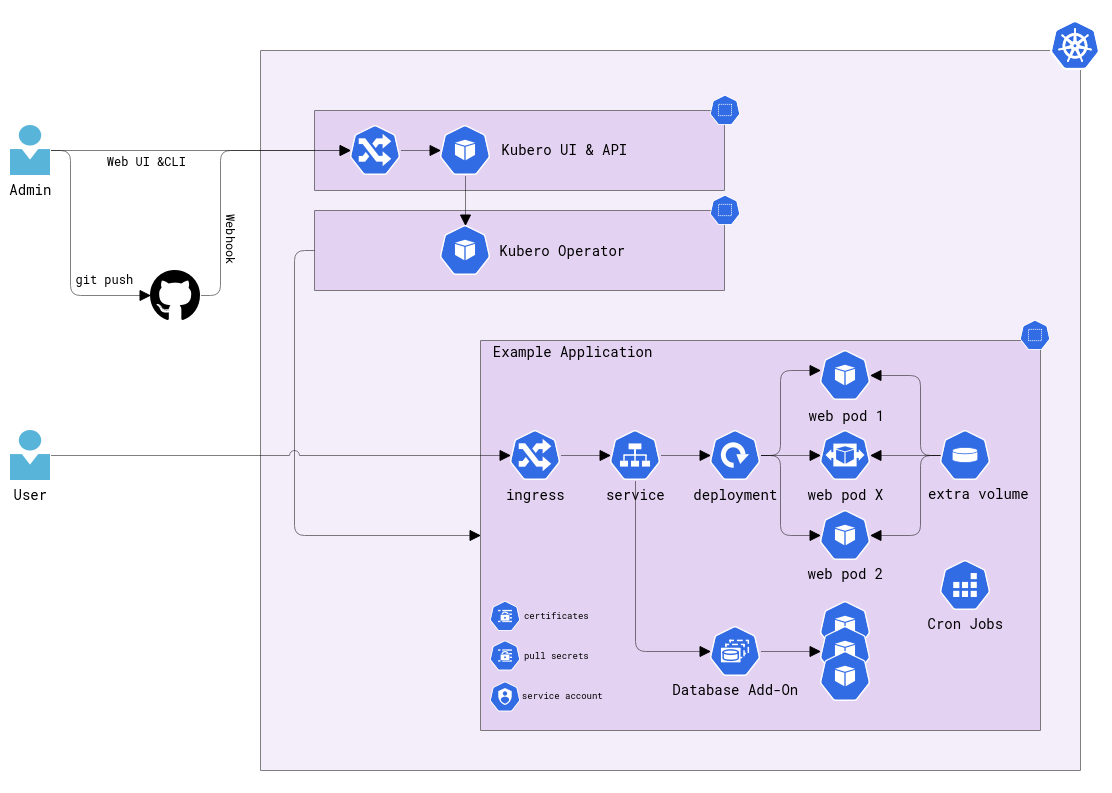 Kubero UI & API
Web UI &CLI
Admin
Webhook
Kubero Operator
git push
Example Application
web pod 1
User
ingress
service
deployment
web pod X
extra volume
web pod 2
certificates
Cron Jobs
pull secrets
Database Add-On
service account